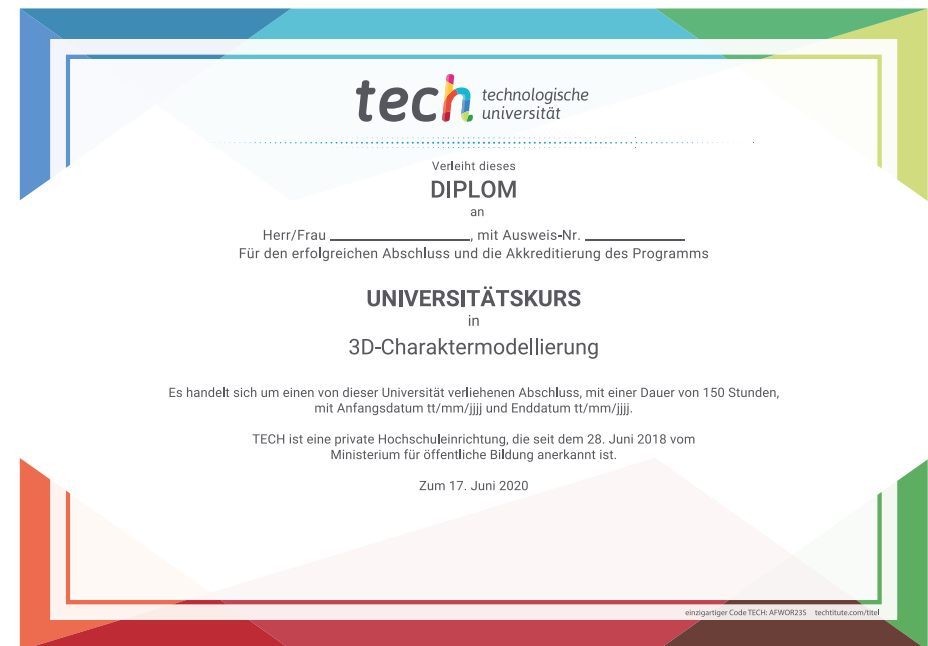 tech technologische
universität
Verleiht dieses
DIPLOM
an
Herr/Frau ____________, mit Ausweis-Nr. ____________
Für den erfolgreichen Abschluss und die Akkreditierung des Programms
UNIVERSITÄTSKURS
in
3D-Charaktermodellierung
Es handelt sich um einen von dieser Universität verliehenen Abschluss, mit einer Dauer von 150 Stunden,
mit Anfangsdatum tt/mm/jjjj und Enddatum tt/mm/jjjj.
TECH ist eine private Hochschuleinrichtung, die seit dem 28. Juni 2018 vom
Ministerium für öffentliche Bildung anerkannt ist.
Zum 17. Juni 2020
einzigartiger Code TECH: AFWOR23S techtitute.com/titel